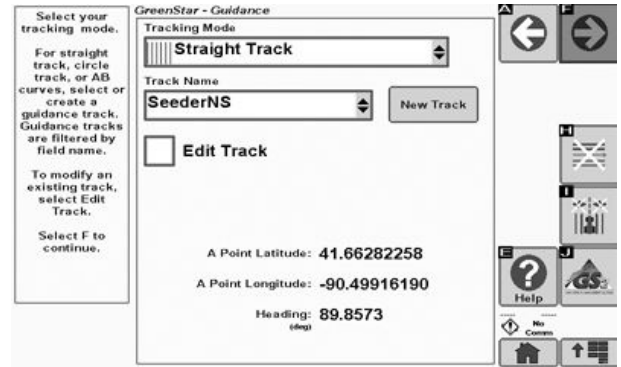 GreenStar - Guidance
Select your
tracking mode.
For straight
track, circle
track, or AB
curves, select or
create a
guidance track.
Guidance tracks
are filtered by
field name.
To modify an
existing track,
select Edit
Track.
Select F to
continue.
Tracking Mode
Straight Track
Track Name
SeederNS
New Track
Edit Track
A Point Latitude: 41.66282258
A Point Longitude: -90.49916190
Heading: 89.8573
(deg)
A
F
H
I
E
Help
J
GS2
No
Comm